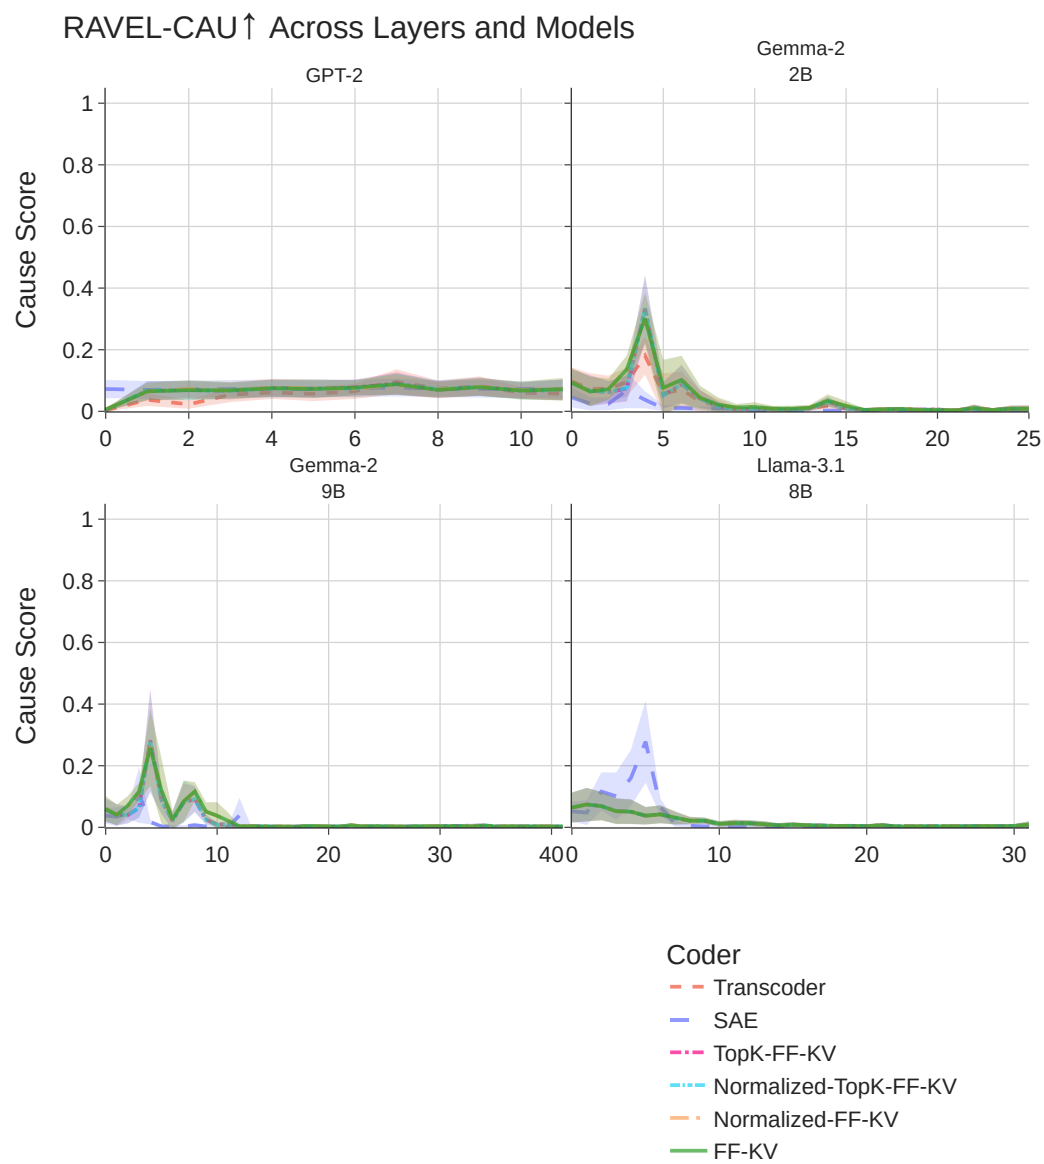 RAVEL-CAU↑ Across Layers and Models
GPT-2
Gemma-2
2B
Cause Score
1
0.8
0.6
0.4
0.2
0
0 2 4 6 8 10
0 5 10 15 20 25
Gemma-2
9B
Llama-3.1
8B
Cause Score
1
0.8
0.6
0.4
0.2
0
0 10 20 30 40
0 10 20 30
Coder
Transcoder
SAE
TopK-FF-KV
Normalized-TopK-FF-KV
Normalized-FF-KV
FF-KV